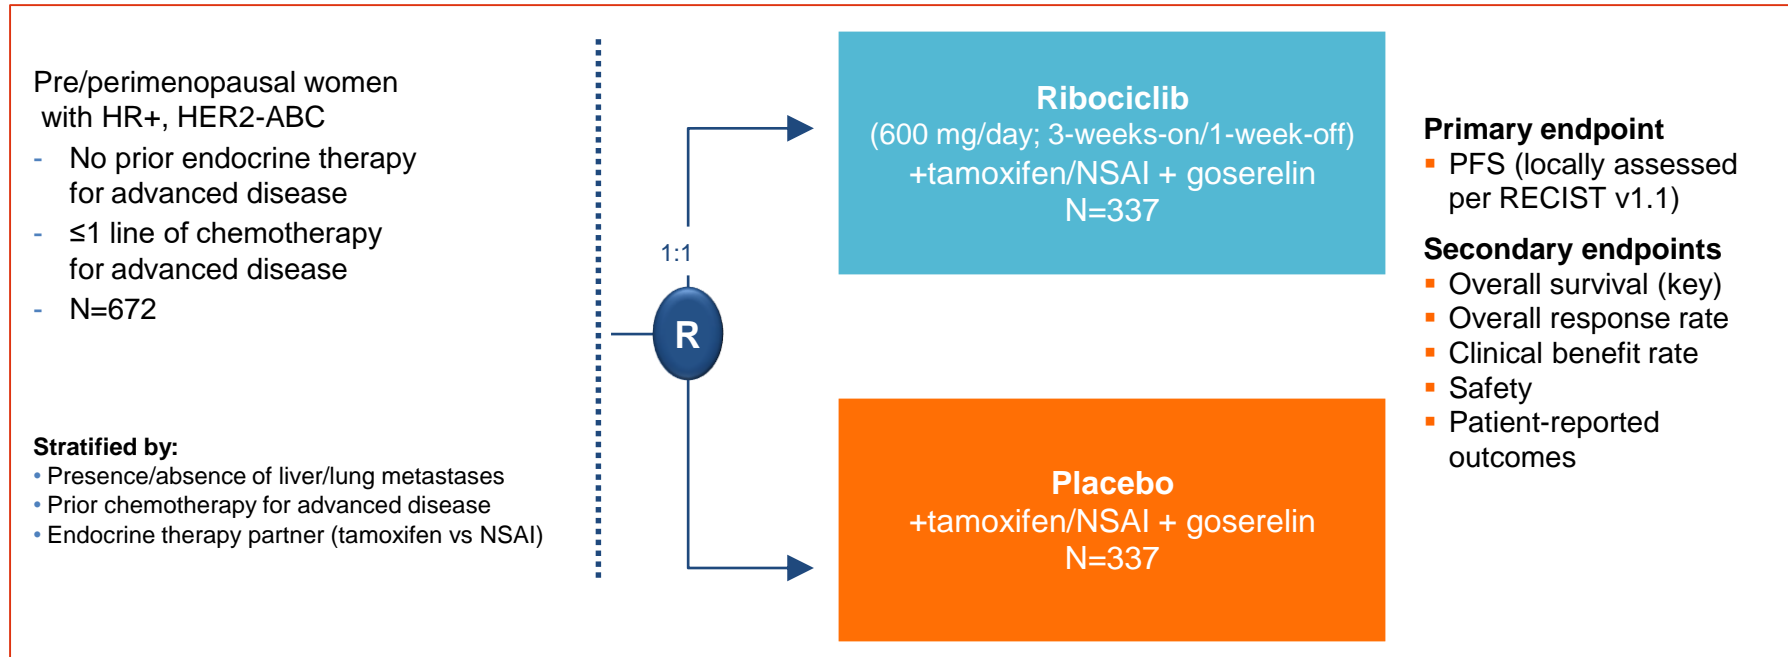 Pre/perimenopausal women
with HR+, HER2-ABC
- No prior endocrine therapy
for advanced disease
- ≤1 line of chemotherapy
for advanced disease
- N=672
Stratified by:
• Presence/absence of liver/lung metastases
• Prior chemotherapy for advanced disease
• Endocrine therapy partner (tamoxifen vs NSAI)
1:1
R
Ribociclib
(600 mg/day; 3-weeks-on/1-week-off)
+tamoxifen/NSAI + goserelin
N=337
Placebo
+tamoxifen/NSAI + goserelin
N=337
Primary endpoint
▪ PFS (locally assessed
per RECIST v1.1)
Secondary endpoints
▪ Overall survival (key)
▪ Overall response rate
▪ Clinical benefit rate
▪ Safety
▪ Patient-reported
outcomes